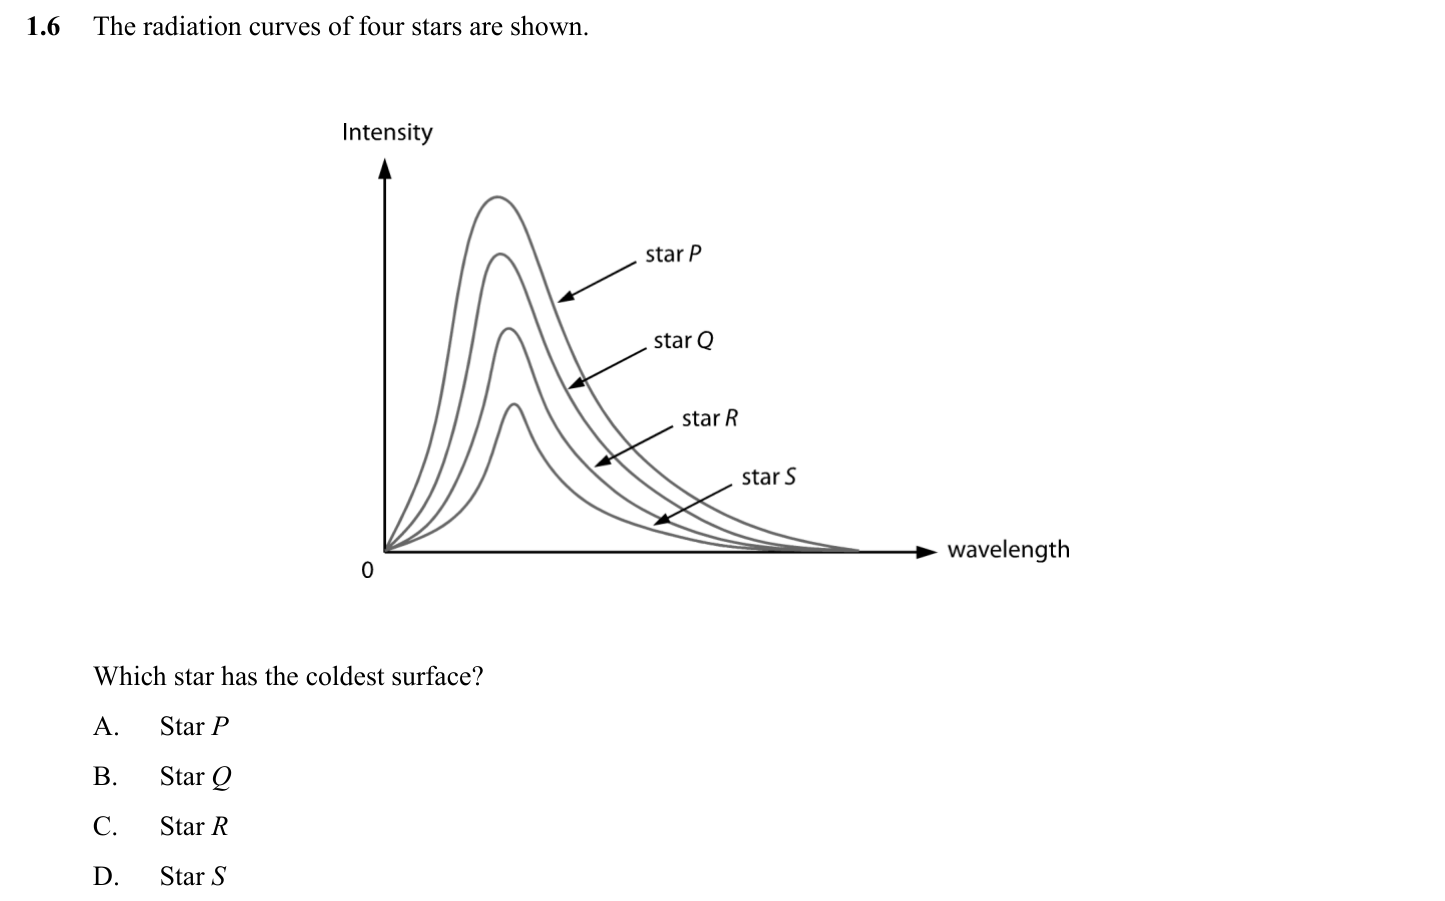 1.6 The radiation curves of four stars are shown.
Intensity
star P
star Q
star R
star S
wavelength
0
Which star has the coldest surface?
A. Star P
B. Star Q
C. Star R
D. Star S